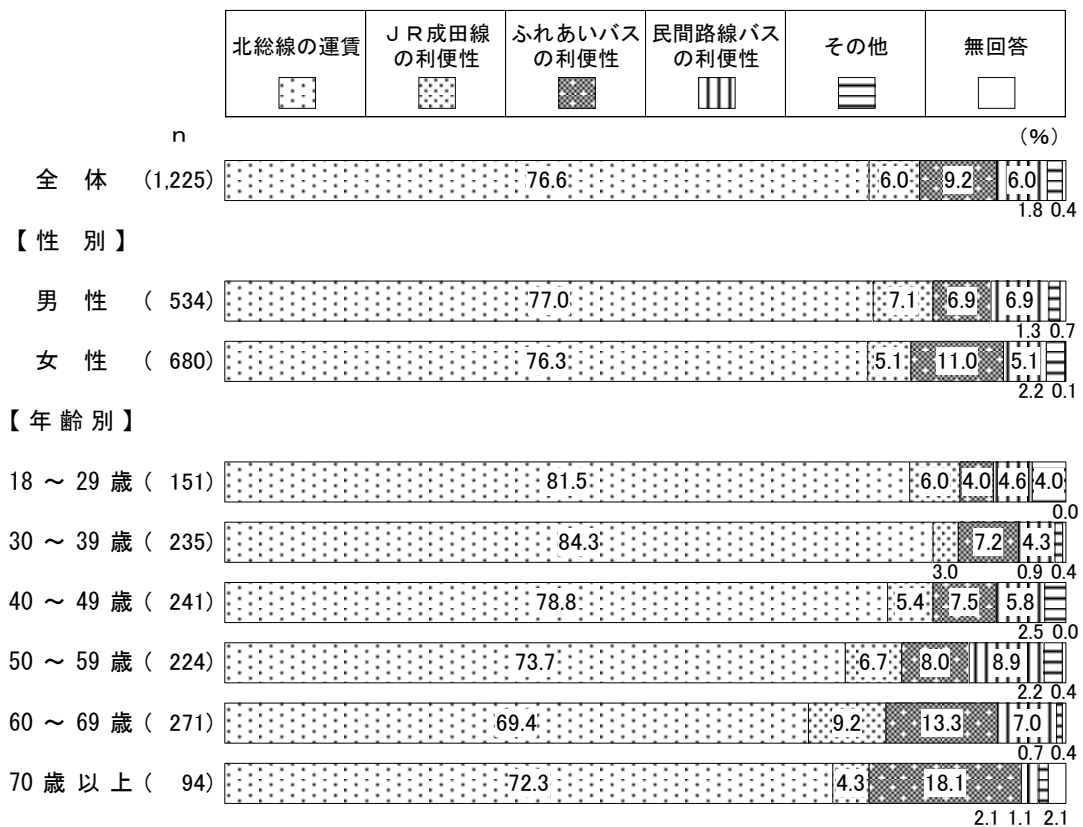 北総線の運賃 ＪＲ成田線の利便性 ふれあいバスの利便性 民間路線バスの利便性 その他 無回答
ｎ (％)
全 体 (1,225) 76.6 6.0 9.2 6.0
1.8 0.4
【 性 別 】
男 性 ( 534) 77.0 7.1 6.9 6.9
1.3 0.7
女 性 ( 680) 76.3 5.1 11.0 5.1
2.2 0.1
【 年 齢 別 】
18 ～ 29 歳 ( 151) 81.5 6.0 4.0 4.6 4.0
0.0
30 ～ 39 歳 ( 235) 84.3 7.2 4.3
3.0 0.9 0.4
40 ～ 49 歳 ( 241) 78.8 5.4 7.5 5.8
2.5 0.0
50 ～ 59 歳 ( 224) 73.7 6.7 8.0 8.9
2.2 0.4
60 ～ 69 歳 ( 271) 69.4 9.2 13.3 7.0
0.7 0.4
70 歳 以 上 ( 94) 72.3 4.3 18.1
2.1 1.1 2.1